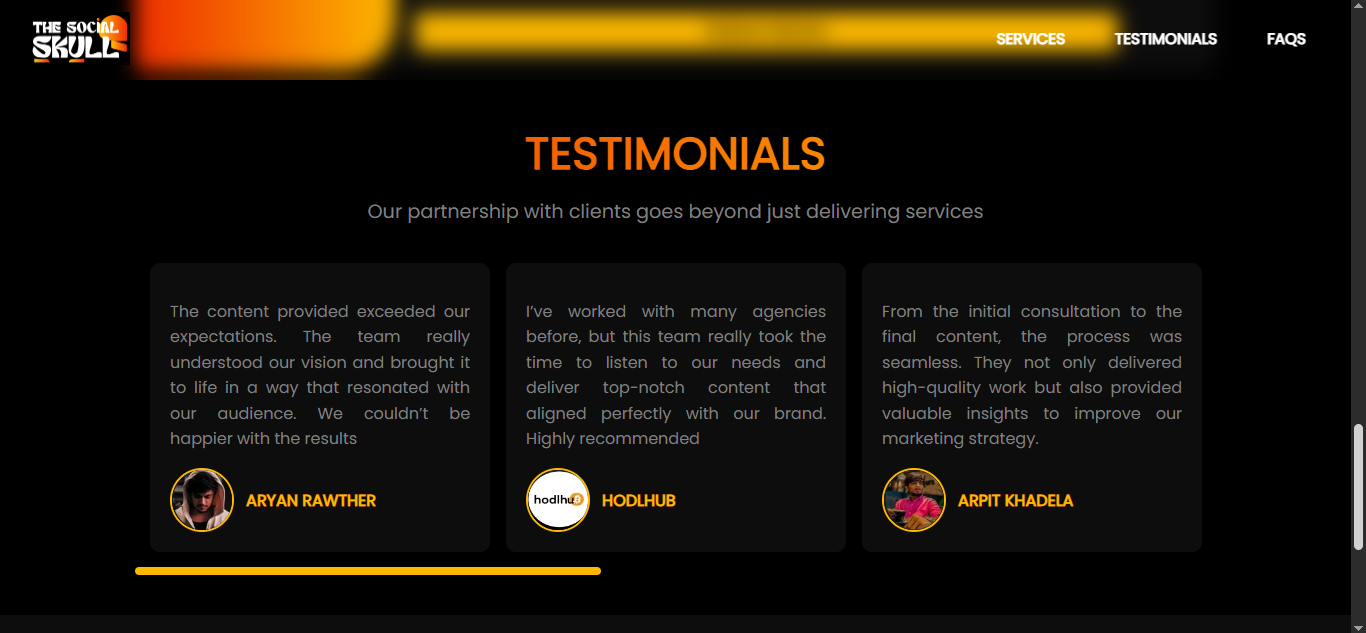 THE SOCIAL
SKULL
SERVICES
TESTIMONIALS
FAQS
TESTIMONIALS
Our partnership with clients goes beyond just delivering services
The content provided exceeded our
expectations. The team really
understood our vision and brought it
to life in a way that resonated with
our audience. We couldn’t be
happier with the results
ARYAN RAWTHER
I’ve worked with many agencies
before, but this team really took the
time to listen to our needs and
deliver top-notch content that
aligned perfectly with our brand.
Highly recommended
hodlhub
HODLHUB
From the initial consultation to the
final content, the process was
seamless. They not only delivered
high-quality work but also provided
valuable insights to improve our
marketing strategy.
ARPIT KHADELA